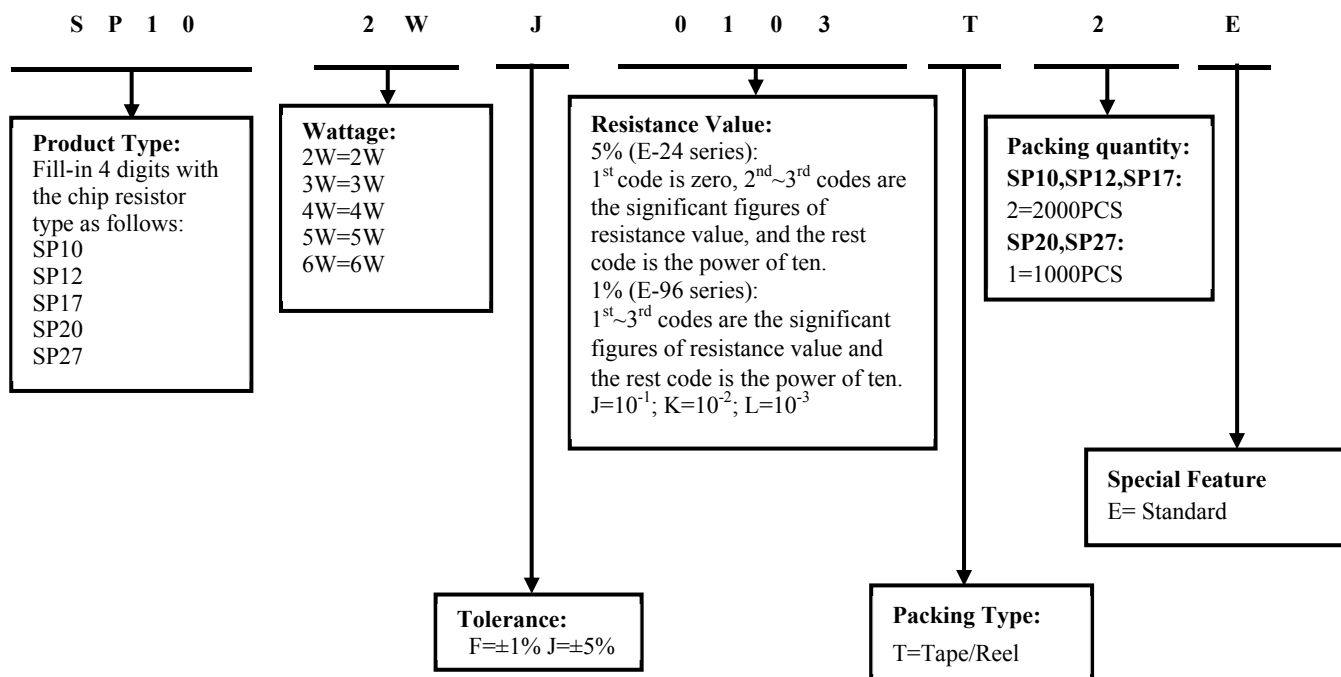 S P 1 0 2 W J 0 1 0 3 T 2 E
Product Type:
Fill-in 4 digits with
the chip resistor
type as follows:
SP10
SP12
SP17
SP20
SP27
Wattage:
2W=2W
3W=3W
4W=4W
5W=5W
6W=6W
Resistance Value:
5% (E-24 series):
1st code is zero, 2nd~3rd codes are
the significant figures of
resistance value, and the rest
code is the power of ten.
1% (E-96 series):
1st~3rd codes are the significant
figures of resistance value and
the rest code is the power of ten.
J=10-1; K=10-2; L=10-3
Packing quantity:
SP10,SP12,SP17:
2=2000PCS
SP20,SP27:
1=1000PCS
Special Feature
E= Standard
Tolerance:
F=±1% J=±5%
Packing Type:
T=Tape/Reel